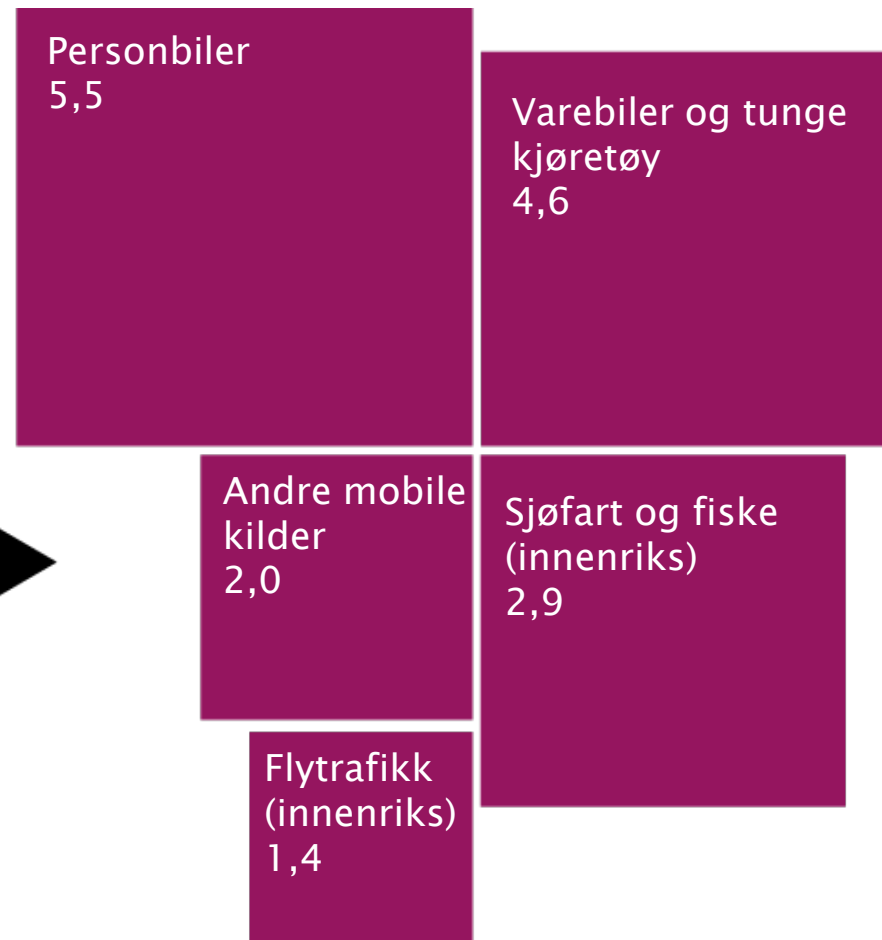 Personbiler
5,5
Varebiler og tunge
kjøretøy
4,6
Andre mobile
kilder
2,0
Sjøfart og fiske
(innenriks)
2,9
Flytrafikk
(innenriks)
1,4